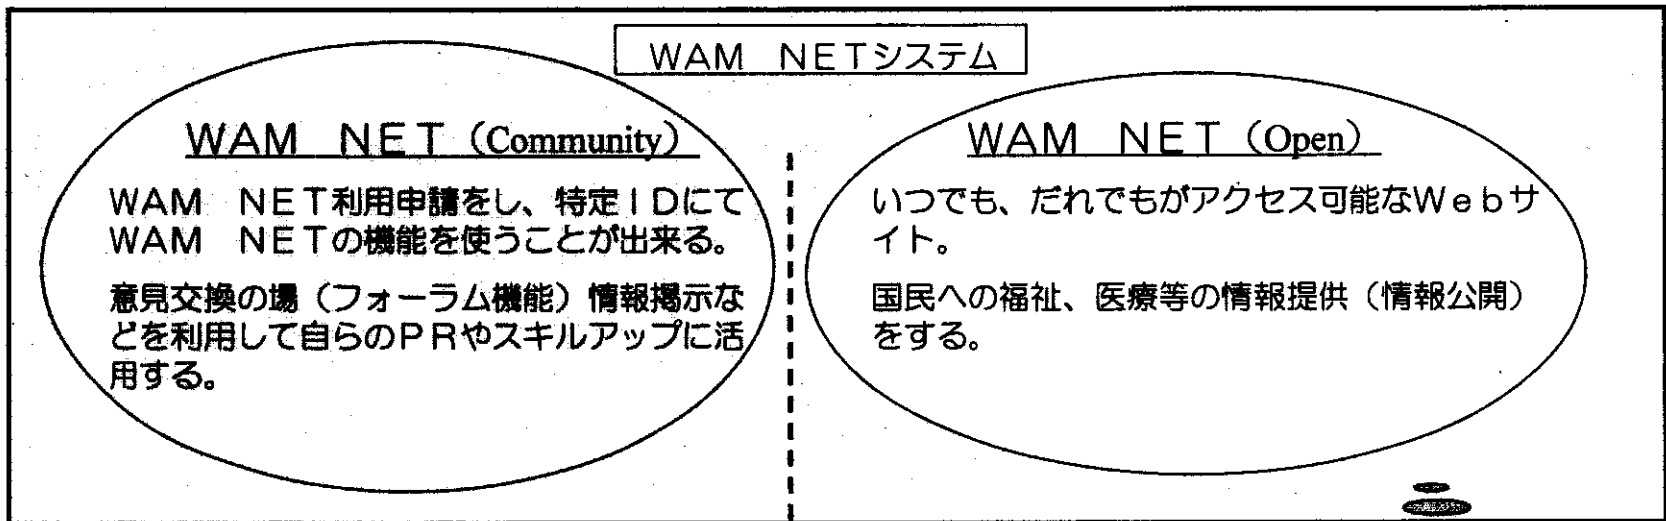 WAM NETシステム
WAM NET(Community)
WAM NET利用申請をし、特定IDにて
WAM NETの機能を使うことが出来る。
意見交換の場(フォーラム機能)情報掲示な
どを利用して自らのPRやスキルアップに活
用する。
WAM NET(Open)
いつでも、だれでもがアクセス可能なWebサ
イト。
国民への福祉、医療等の情報提供(情報公開)
をする。